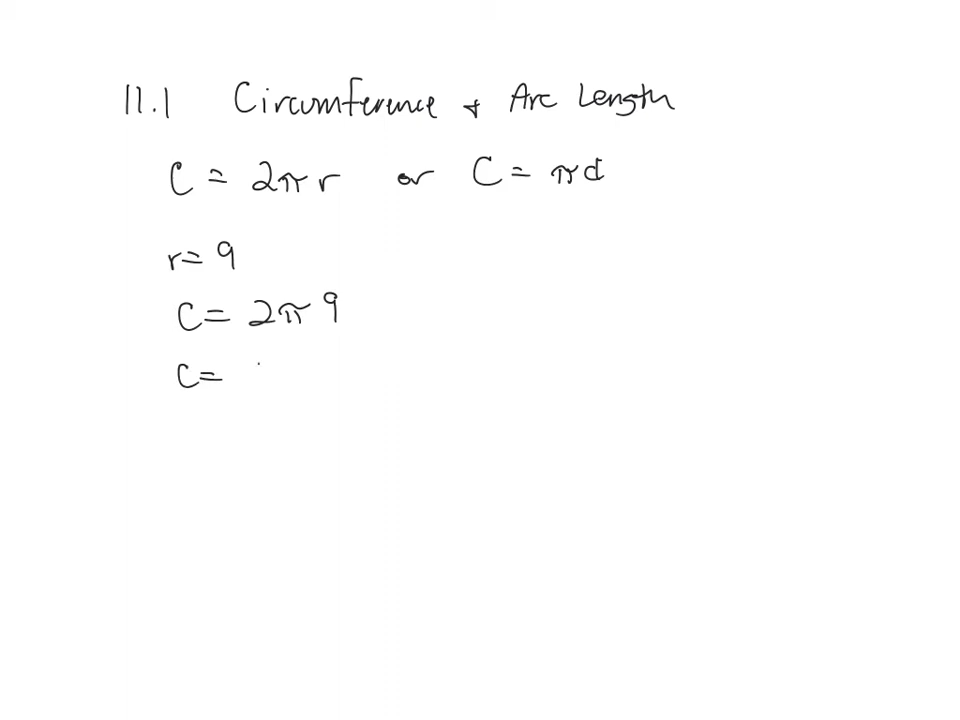 11.1 Circumference + Arc Length
C = 2πr or C = πd
r = 9
C = 2π9
C =